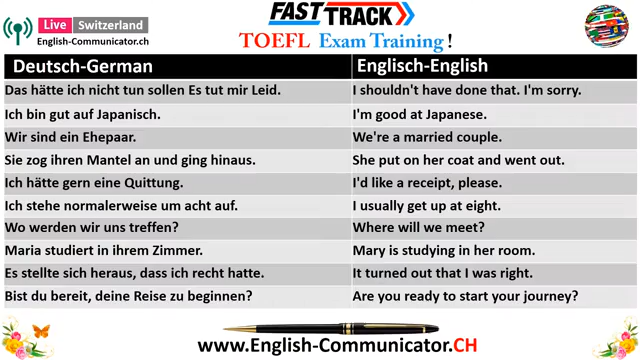 Live Switzerland
English-Communicator.ch
FAST TRACK
TOEFL Exam Training !
Deutsch-German Englisch-English
Das hätte ich nicht tun sollen Es tut mir Leid. I shouldn't have done that. I'm sorry.
Ich bin gut auf Japanisch. I'm good at Japanese.
Wir sind ein Ehepaar. We're a married couple.
Sie zog ihren Mantel an und ging hinaus. She put on her coat and went out.
Ich hätte gern eine Quittung. I'd like a receipt, please.
Ich stehe normalerweise um acht auf. I usually get up at eight.
Wo werden wir uns treffen? Where will we meet?
Maria studiert in ihrem Zimmer. Mary is studying in her room.
Es stellte sich heraus, dass ich recht hatte. It turned out that I was right.
Bist du bereit, deine Reise zu beginnen? Are you ready to start your journey?
www.English-Communicator.CH